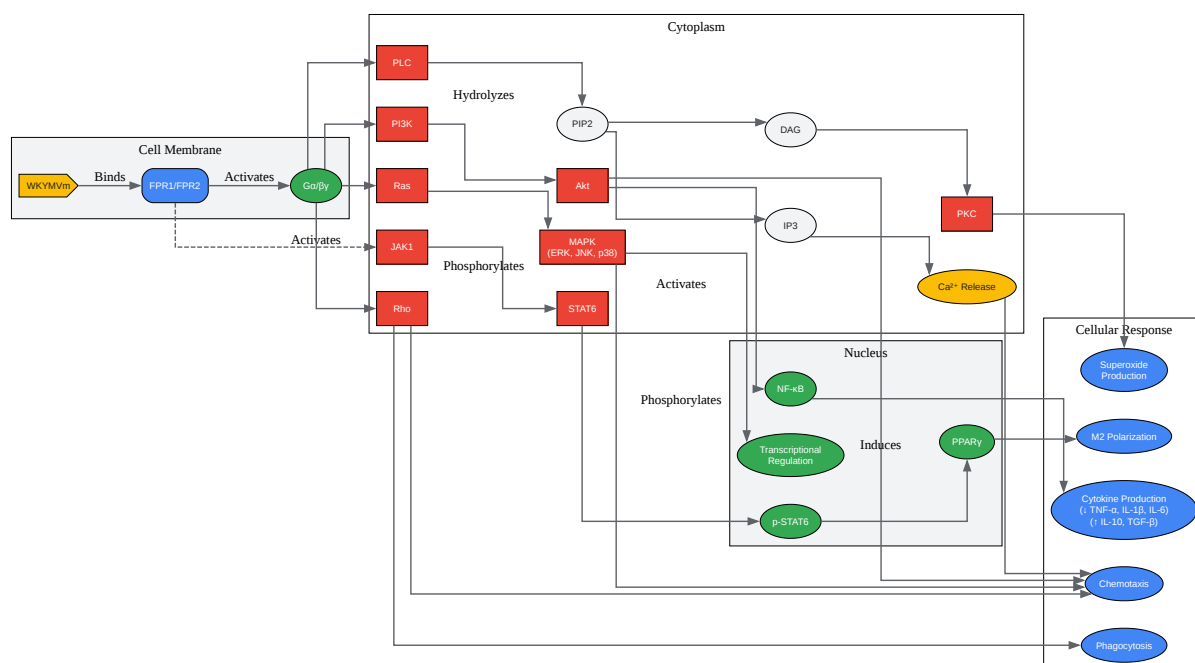 Cytoplasm
PLC
Hydrolyzes
PI3K
PIP2
DAG
Cell Membrane
WKYMVm
Binds
FPR1/FPR2
Activates
Gα/βγ
Ras
Akt
PKC
IP3
Activates
JAK1
Phosphorylates
MAPK
(ERK, JNK, p38)
Activates
Ca²⁺ Release
Rho
STAT6
Cellular Response
Nucleus
Superoxide
Production
NF-κB
Phosphorylates
Transcriptional
Regulation
Induces
PPARγ
M2 Polarization
Cytokine Production
(↓ TNF-α, IL-1β, IL-6)
(↑ IL-10, TGF-β)
p-STAT6
Chemotaxis
Phagocytosis